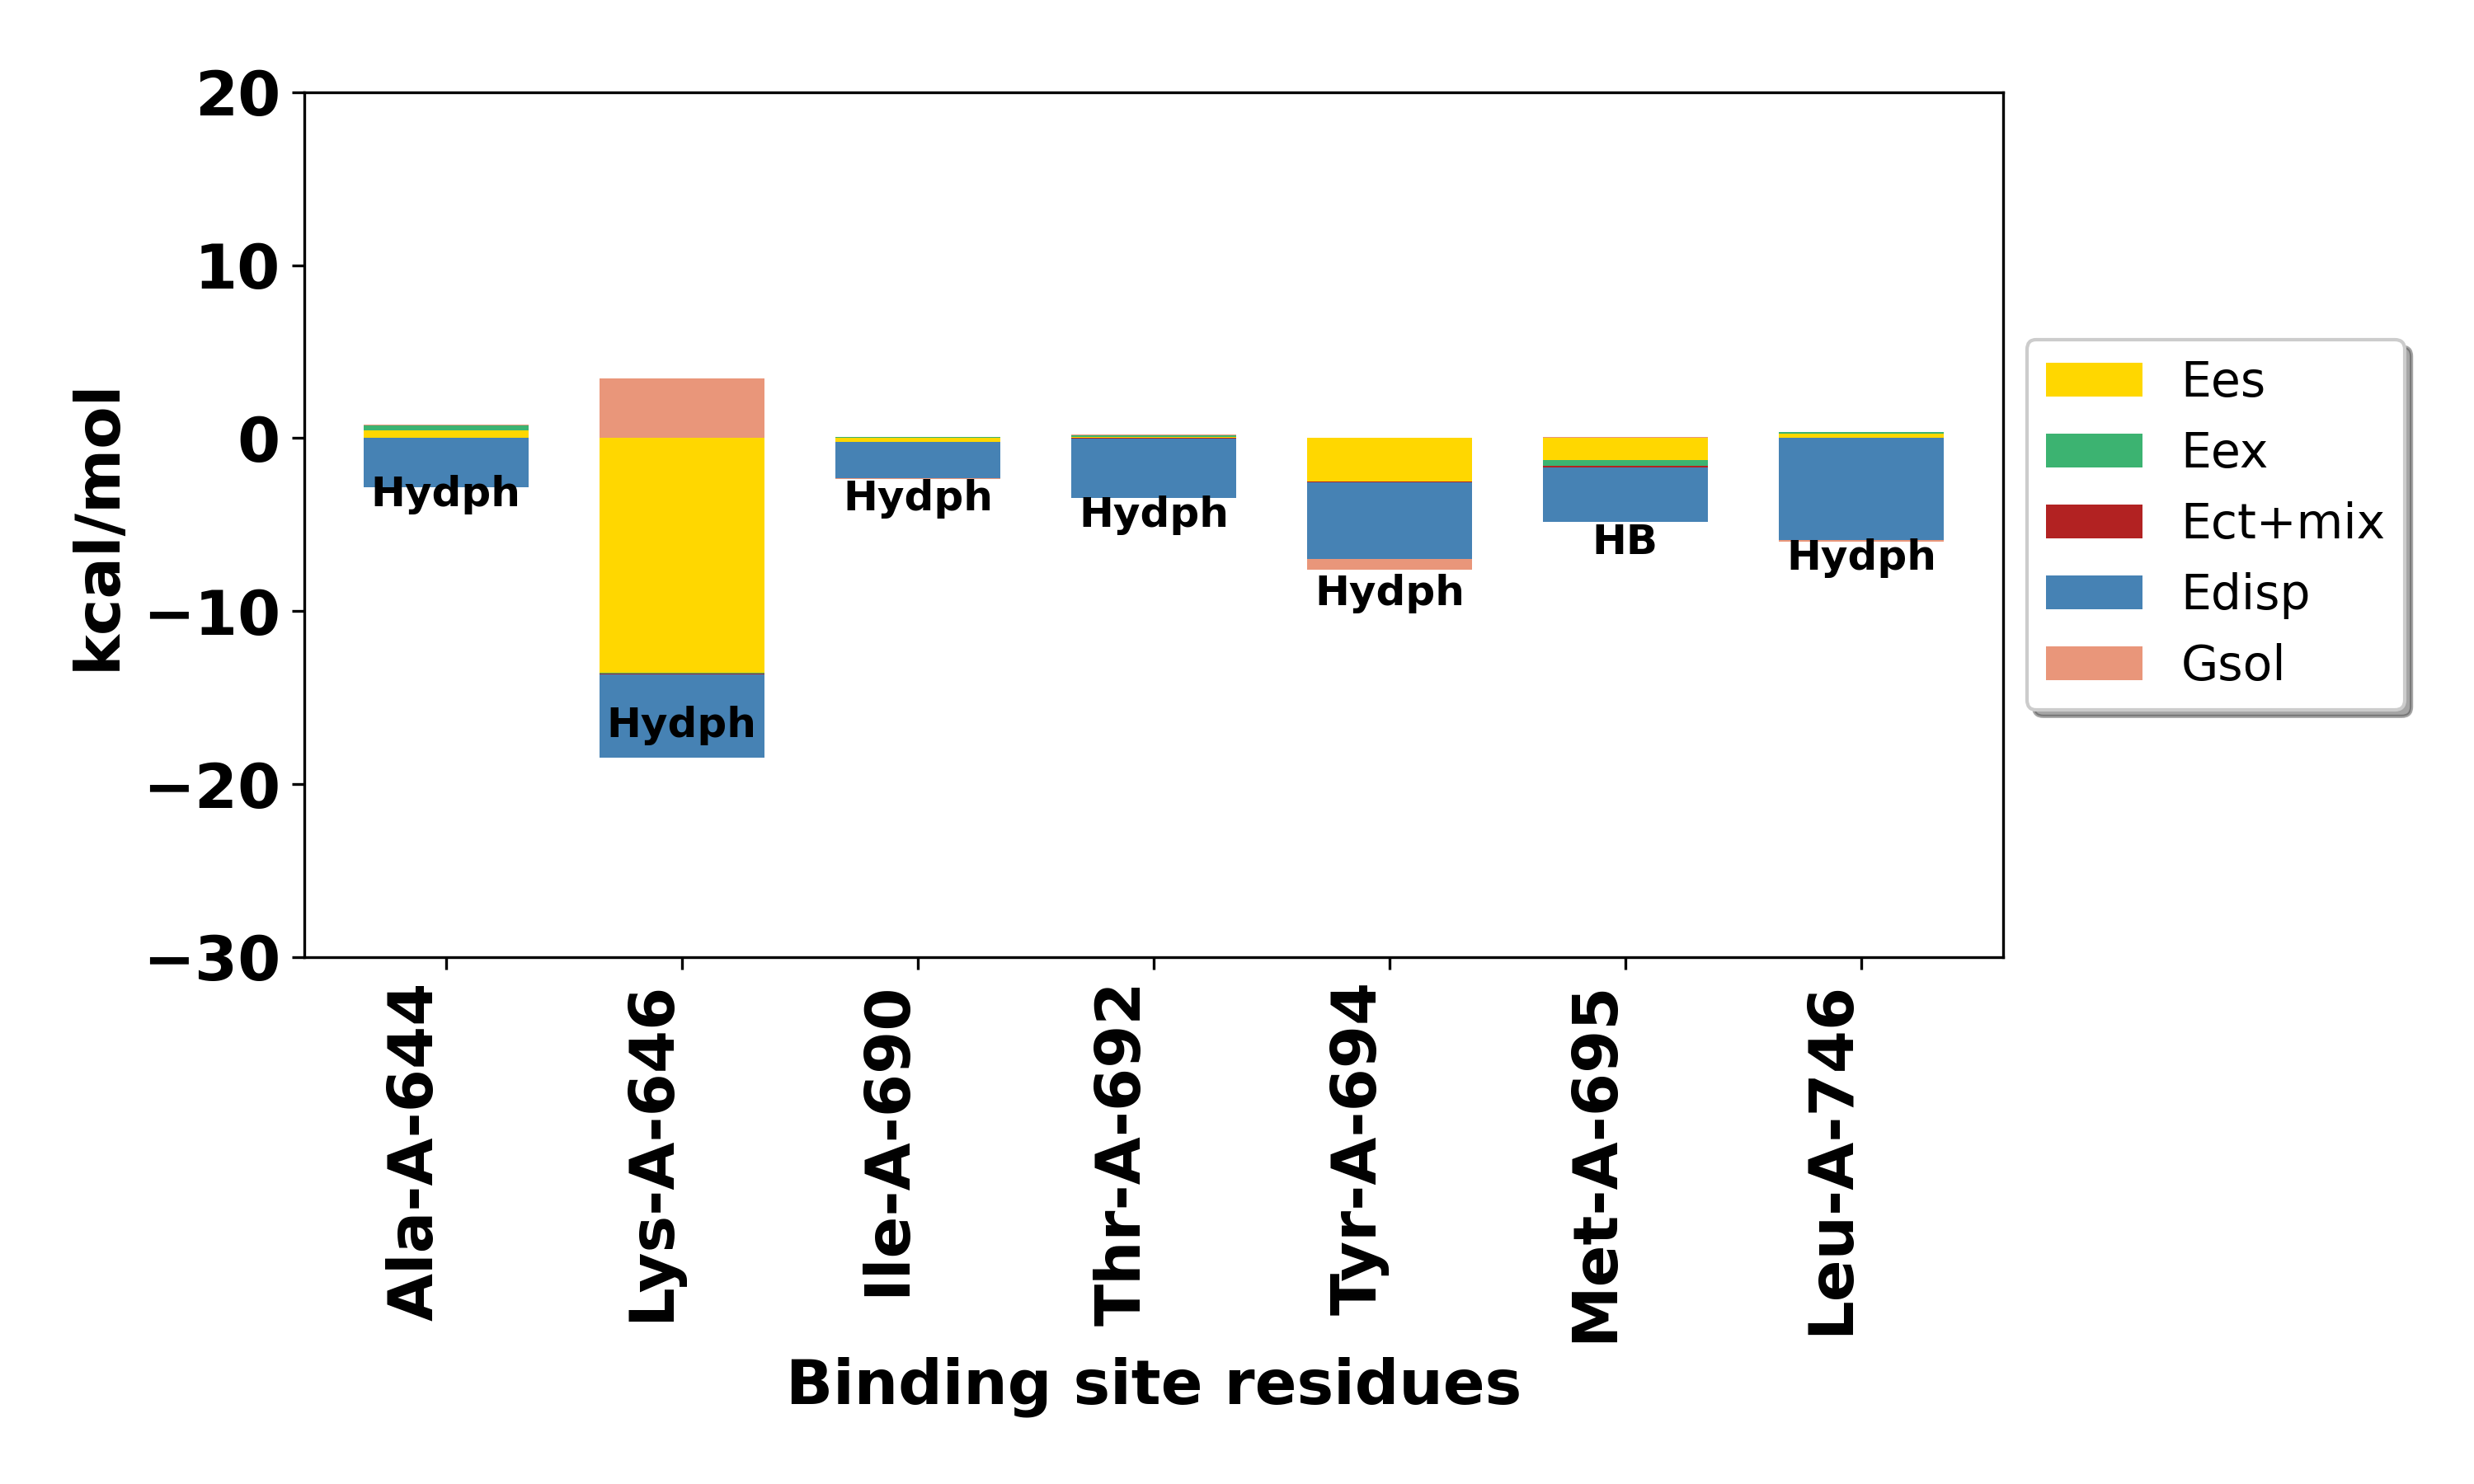 20
10
0
−10
−20
−30
kcal/mol
Hydph
Hydph
Hydph
Hydph
Hydph
HB
Hydph
Ees
Eex
Ect+mix
Edisp
Gsol
Ala-A-644
Lys-A-646
Ile-A-690
Thr-A-692
Tyr-A-694
Met-A-695
Leu-A-746
Binding site residues